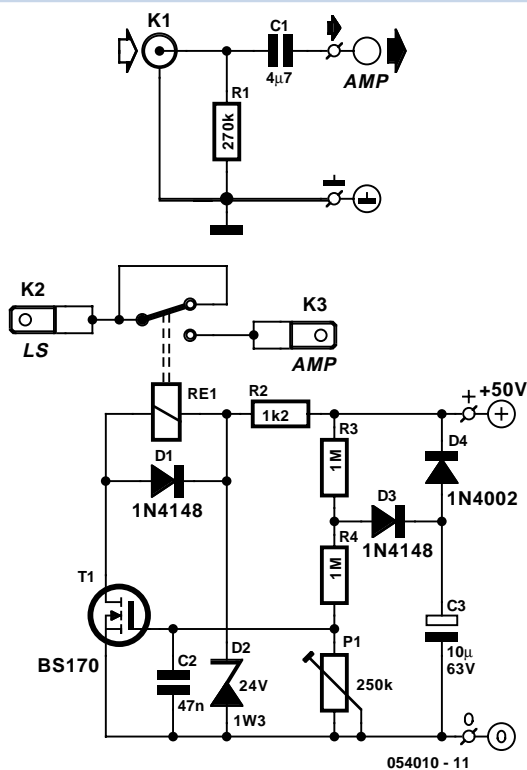 K1
C1
4µ7
AMP
R1
270k
K2
LS
K3
AMP
RE1
R2
1k2
+
+50V
R3
1M
D4
1N4002
D1
1N4148
D3
1N4148
R4
1M
T1
BS170
C3
10µ
63V
C2
47n
D2
24V
1W3
P1
250k
0
0
054010 - 11